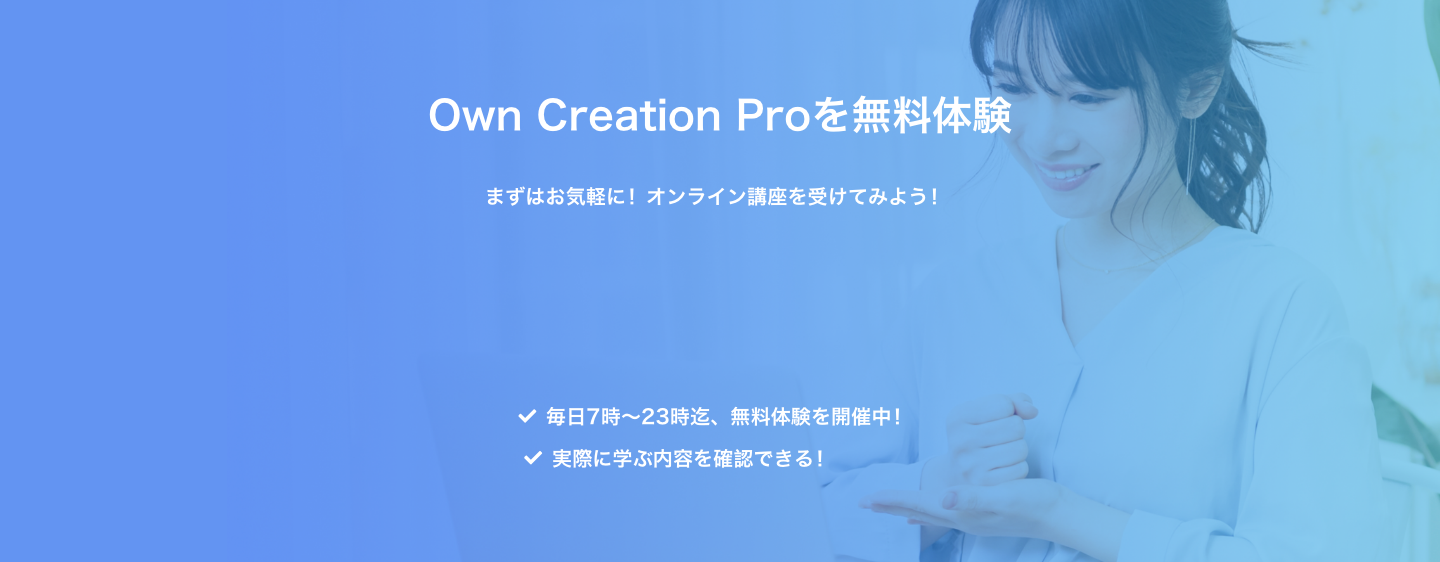 Own Creation Proを無料体験
まずはお気軽に！オンライン講座を受けてみよう！
毎日7時〜23時迄、無料体験を開催中！
実際に学ぶ内容を確認できる！